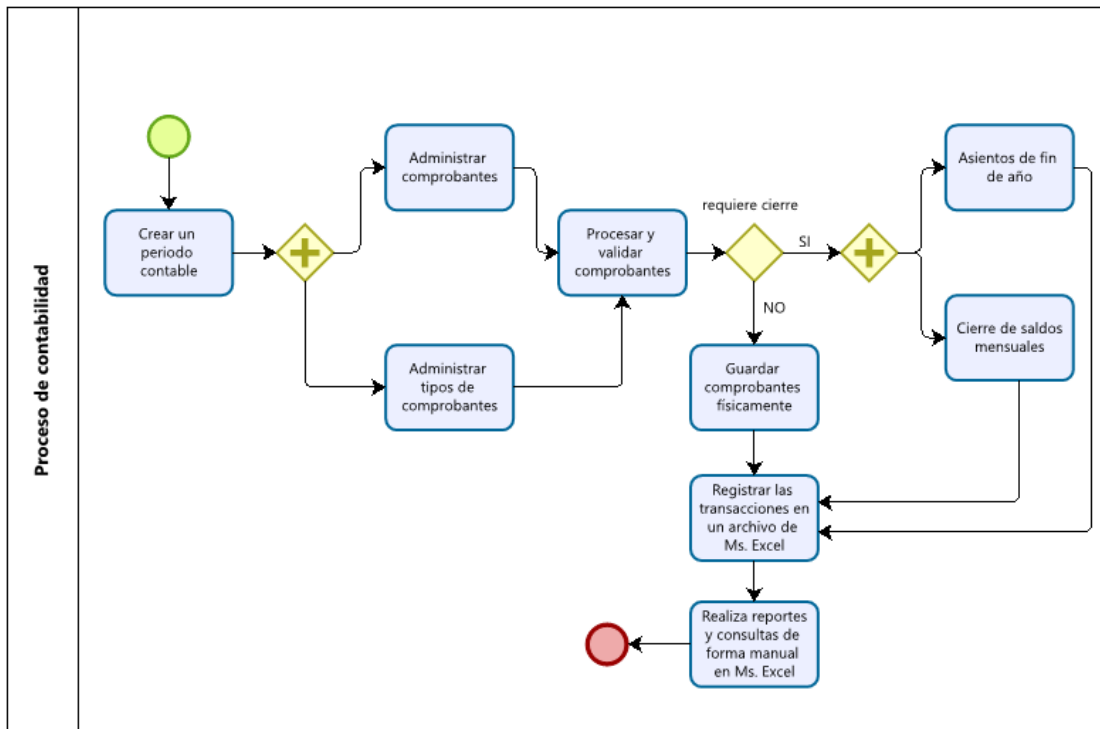 Proceso de contabilidad
Crear un
periodo
contable
Administrar
comprobantes
Administrar
tipos de
comprobantes
Procesar y
validar
comprobantes
requiere cierre
SI
NO
Asientos de fin
de año
Cierre de saldos
mensuales
Guardar
comprobantes
físicamente
Registrar las
transacciones en
un archivo de
Ms. Excel
Realiza reportes
y consultas de
forma manual
en Ms. Excel